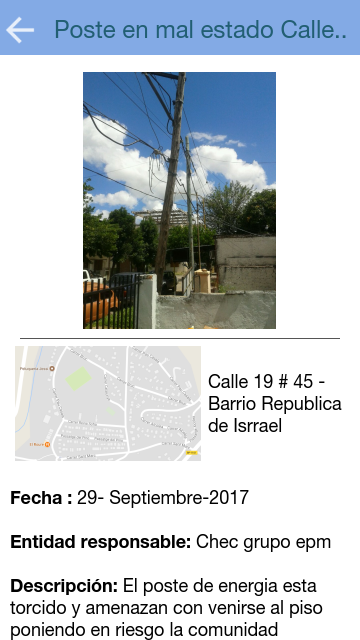 Poste en mal estado Calle..
Calle 19 # 45 -
Barrio Republica
de Isrrael
Fecha : 29- Septiembre-2017
Entidad responsable: Chec grupo epm
Descripción: El poste de energia esta
torcido y amenazan con venirse al piso
poniendo en riesgo la comunidad